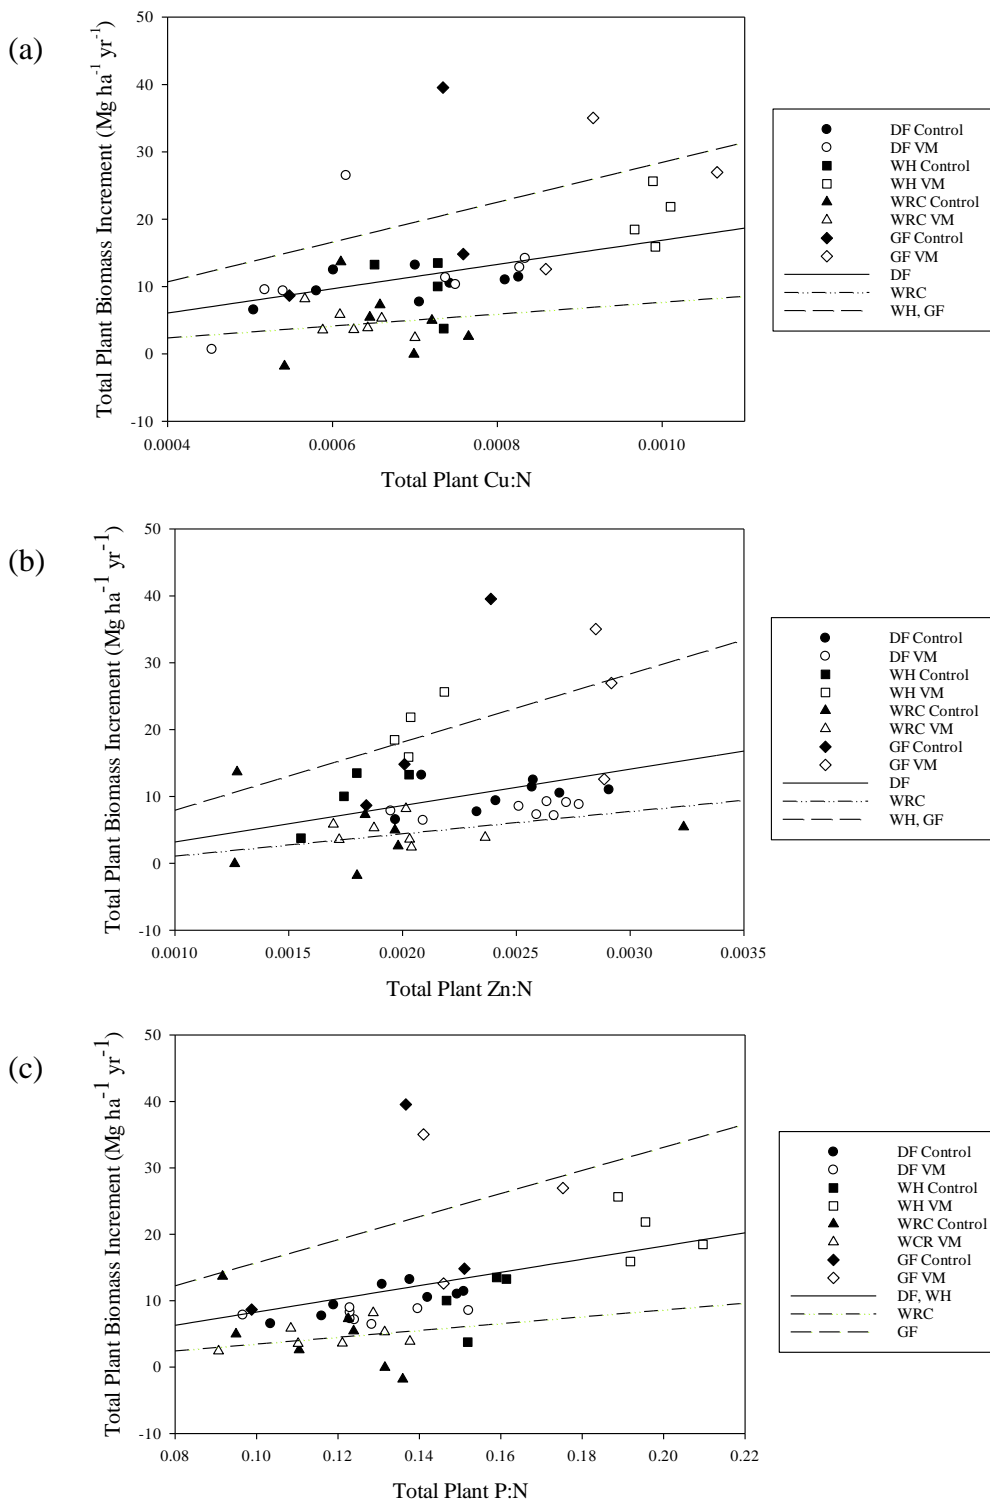 (a)
Total Plant Biomass Increment (Mg ha⁻¹ yr⁻¹)
50
40
30
20
10
0
-10
0.0004
0.0006
0.0008
0.0010
Total Plant Cu:N
DF Control
DF VM
WH Control
WH VM
WRC Control
WRC VM
GF Control
GF VM
DF
WRC
WH, GF
(b)
Total Plant Biomass Increment (Mg ha⁻¹ yr⁻¹)
50
40
30
20
10
0
-10
0.0010
0.0015
0.0020
0.0025
0.0030
0.0035
Total Plant Zn:N
DF Control
DF VM
WH Control
WH VM
WRC Control
WRC VM
GF Control
GF VM
DF
WRC
WH, GF
(c)
Total Plant Biomass Increment (Mg ha⁻¹ yr⁻¹)
50
40
30
20
10
0
-10
0.08
0.10
0.12
0.14
0.16
0.18
0.20
0.22
Total Plant P:N
DF Control
DF VM
WH Control
WH VM
WRC Control
WCR VM
GF Control
GF VM
DF, WH
WRC
GF